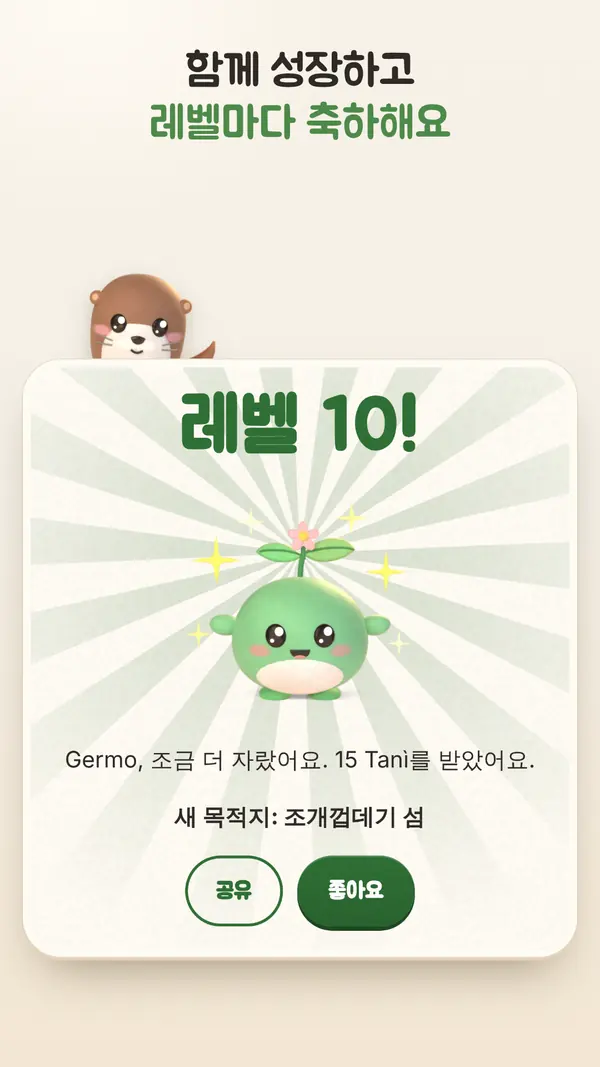 함께 성장하고
레벨마다 축하해요
레벨 10!
Germo, 조금 더 자랐어요. 15 Tanì를 받았어요.
새 목적지: 조개껍데기 섬
공유
좋아요